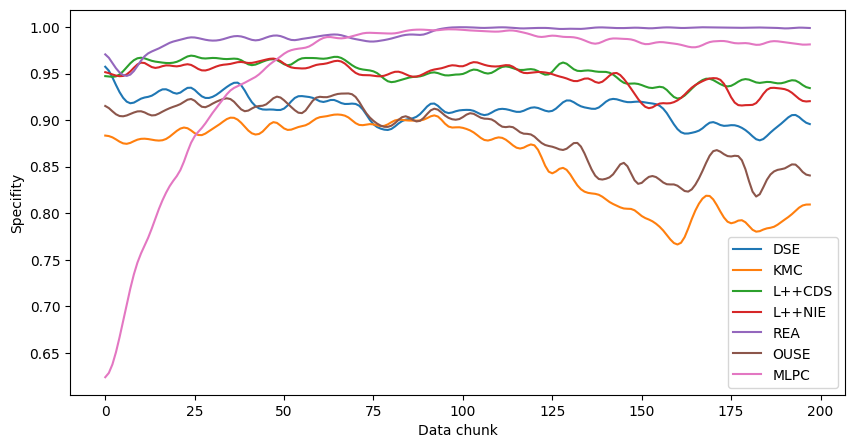 1.00
0.95
0.90
0.85
0.80
0.75
0.70
0.65
Specifity
0
25
50
75
100
125
150
175
200
Data chunk
DSE
KMC
L++CDS
L++NIE
REA
OUSE
MLPC